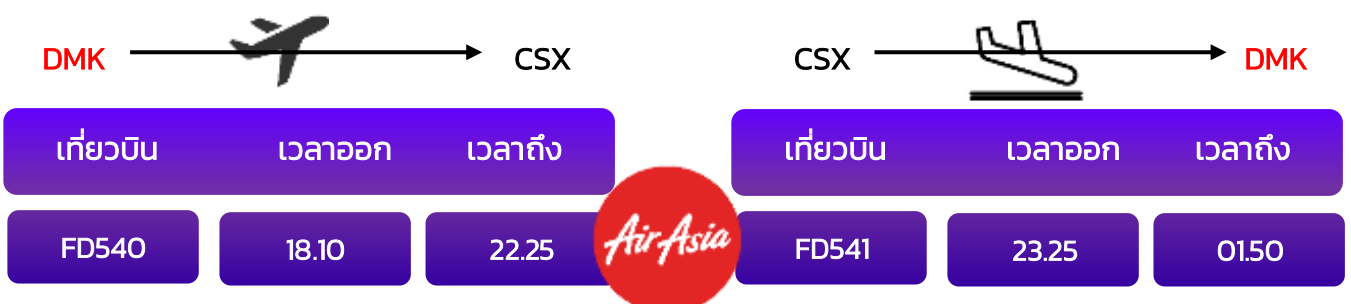 DMK CSX CSX DMK
เที่ยวบิน เวลาออก เวลาถึง เที่ยวบิน เวลาออก เวลาถึง
FD540 18.10 22.25 AirAsia FD541 23.25 01.50